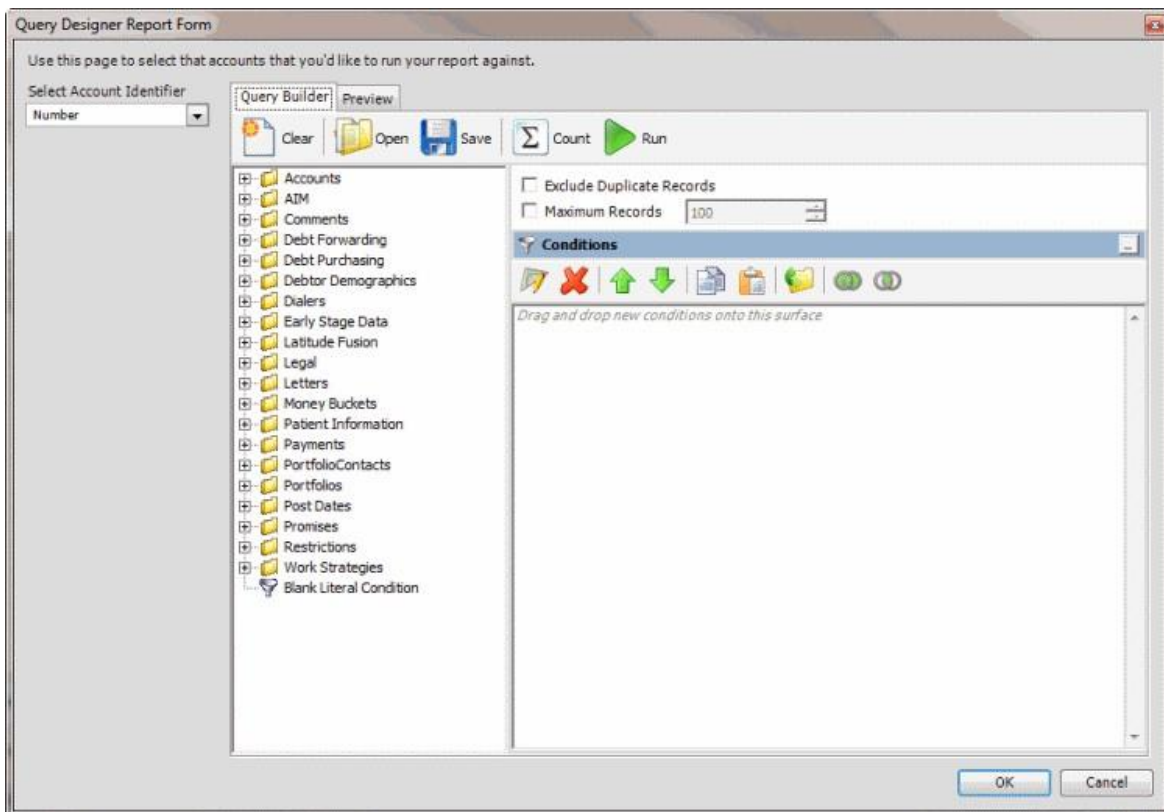 Query Designer Report Form
Use this page to select that accounts that you'd like to run your report against.
Select Account Identifier
Number
Query Builder Preview
Clear Open Save Count Run
Accounts
AIM
Comments
Debt Forwarding
Debt Purchasing
Debtor Demographics
Dialers
Early Stage Data
Latitude Fusion
Legal
Letters
Money Buckets
Patient Information
Payments
PortfolioContacts
Portfolios
Post Dates
Promises
Restrictions
Work Strategies
Blank Literal Condition
Exclude Duplicate Records
Maximum Records 100
Conditions
Drag and drop new conditions onto this surface
OK Cancel